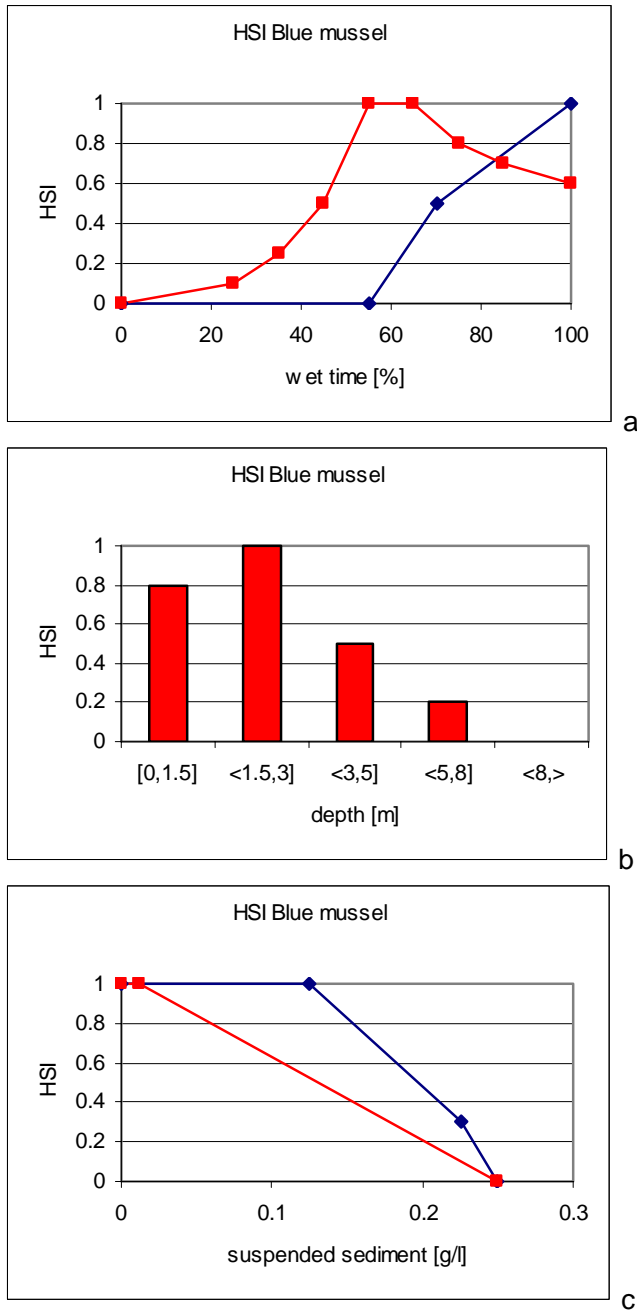 HSI Blue mussel
1
0.8
0.6
0.4
0.2
0
HSI
0 20 40 60 80 100
w et time [%]
a
HSI Blue mussel
1
0.8
0.6
0.4
0.2
0
HSI
[0,1.5] <1.5,3] <3,5] <5,8] <8,>
depth [m]
b
HSI Blue mussel
1
0.8
0.6
0.4
0.2
0
HSI
0 0.1 0.2 0.3
suspended sediment [g/l]
c